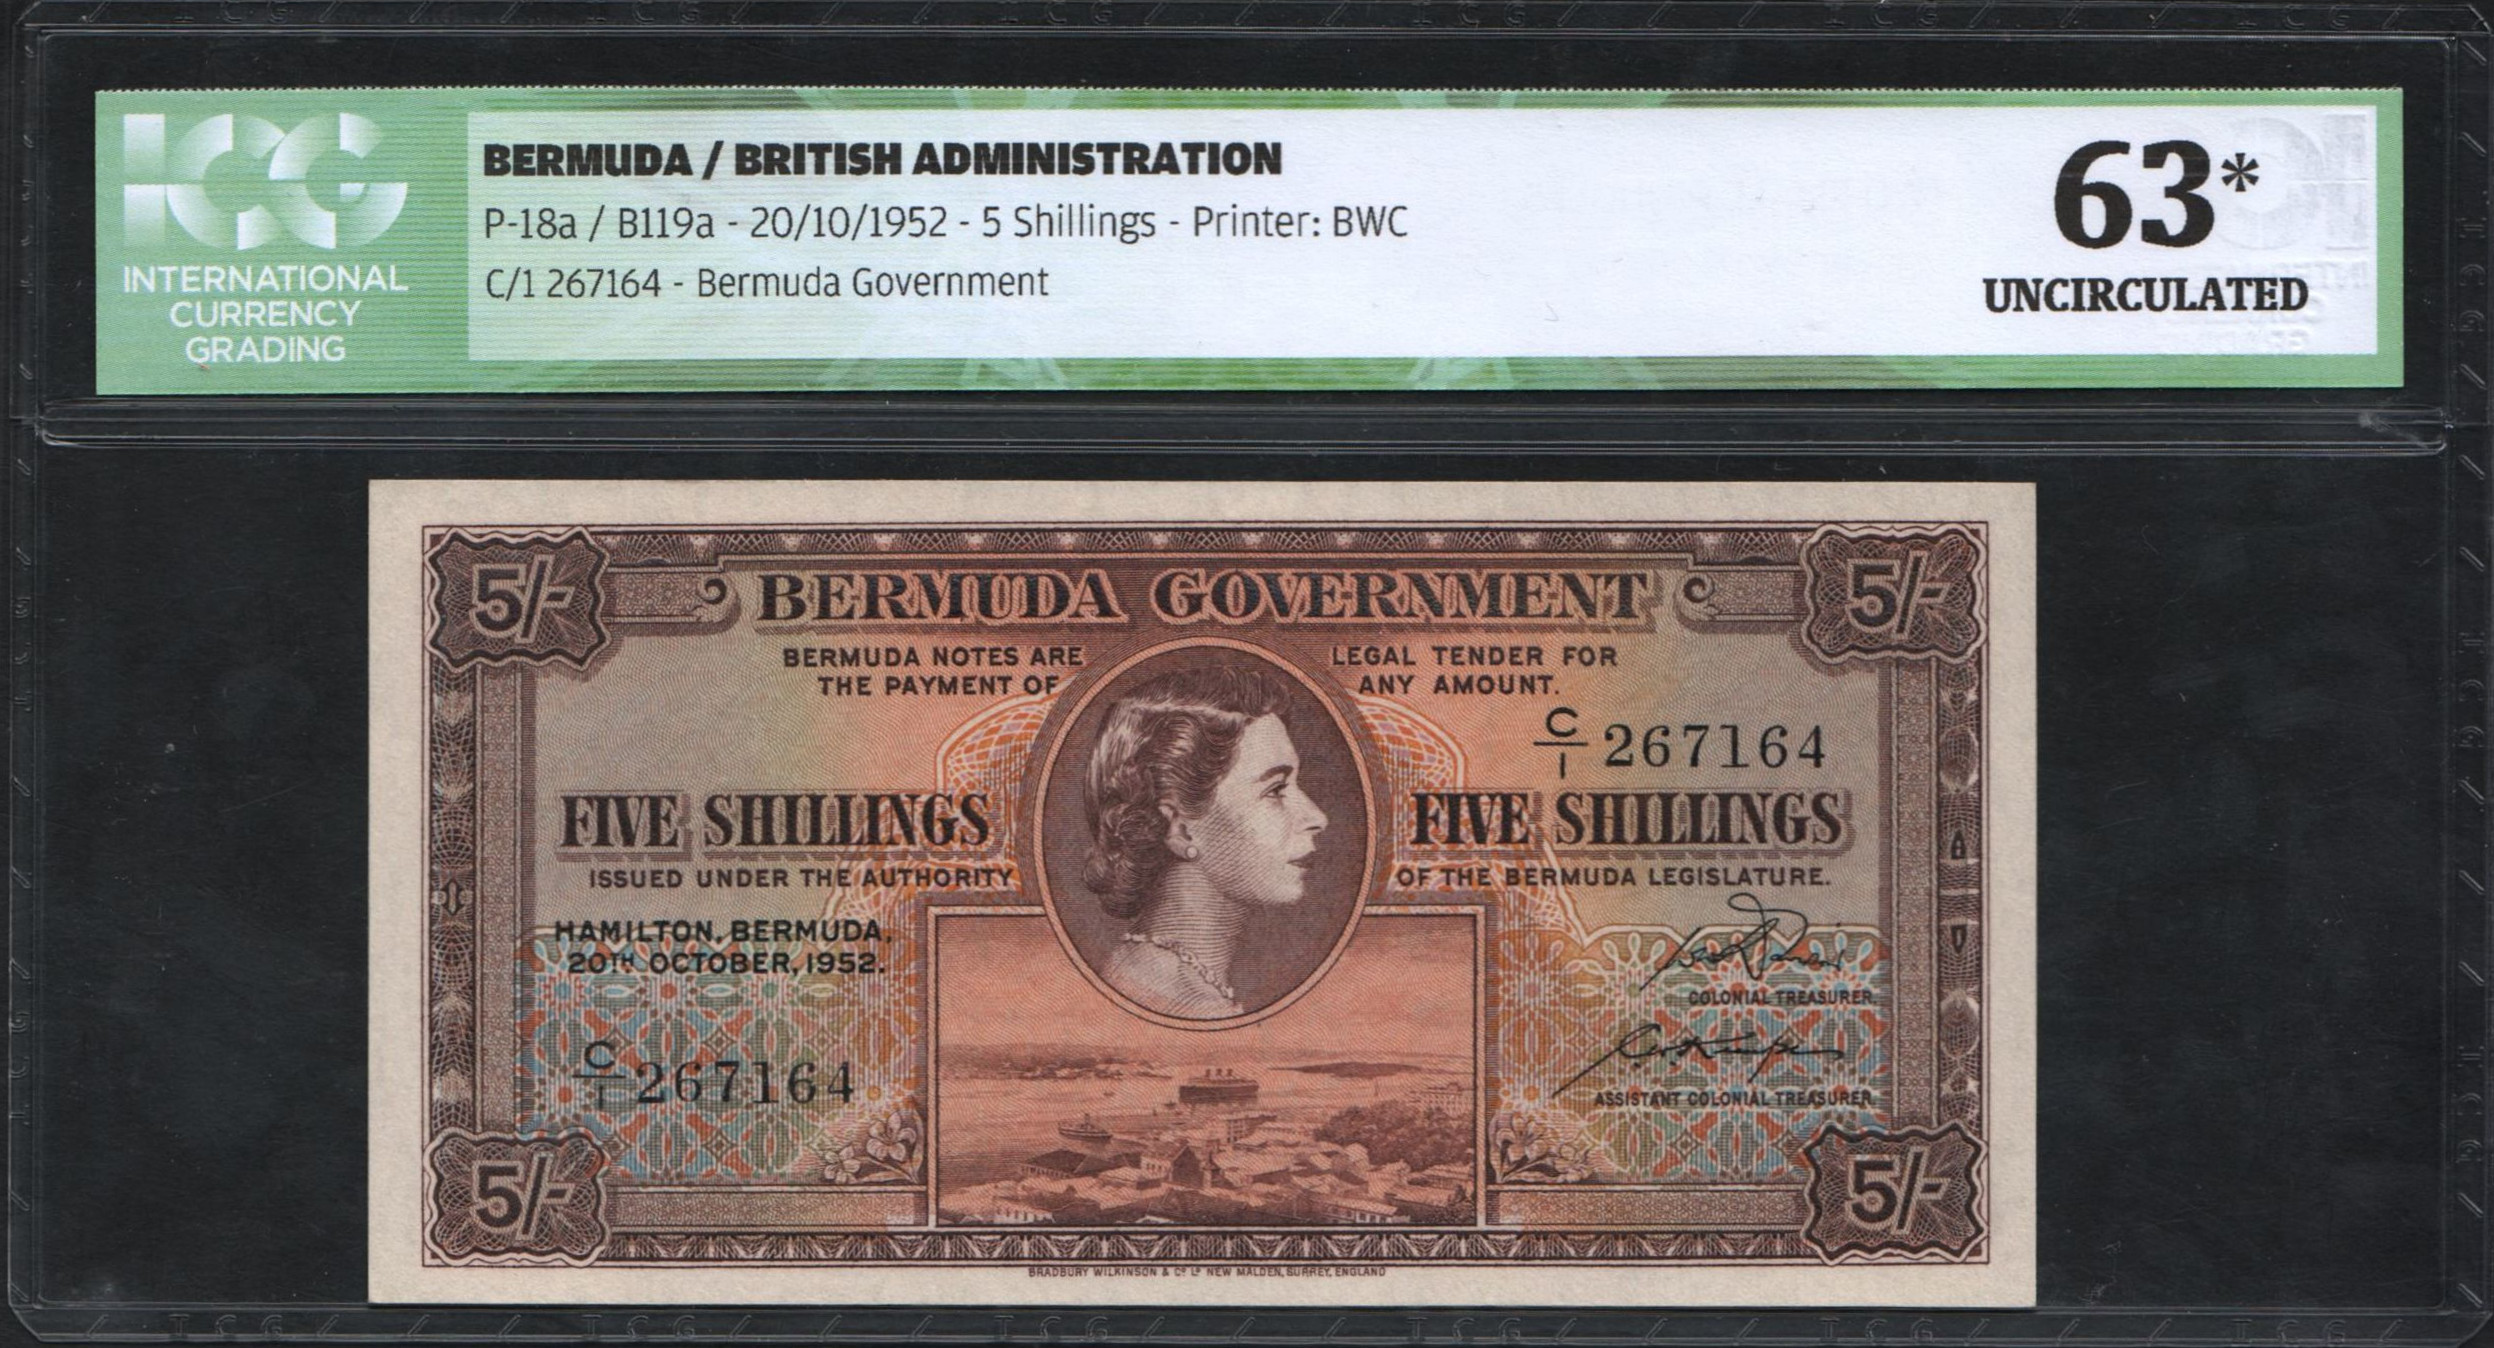 ICG
INTERNATIONAL
CURRENCY
GRADING
BERMUDA / BRITISH ADMINISTRATION
P-18a / B119a - 20/10/1952 - 5 Shillings - Printer: BWC
C/1 267164 - Bermuda Government
63*
UNCIRCULATED
5/- 5/-
BERMUDA GOVERNMENT
BERMUDA NOTES ARE LEGAL TENDER FOR
THE PAYMENT OF ANY AMOUNT.
C/1 267164
FIVE SHILLINGS FIVE SHILLINGS
ISSUED UNDER THE AUTHORITY OF THE BERMUDA LEGISLATURE.
HAMILTON, BERMUDA,
20TH OCTOBER, 1952.
COLONIAL TREASURER.
C/1 267164
ASSISTANT COLONIAL TREASURER.
5/- 5/-
BRADBURY WILKINSON & Co Ld NEW MALDEN, SURREY, ENGLAND